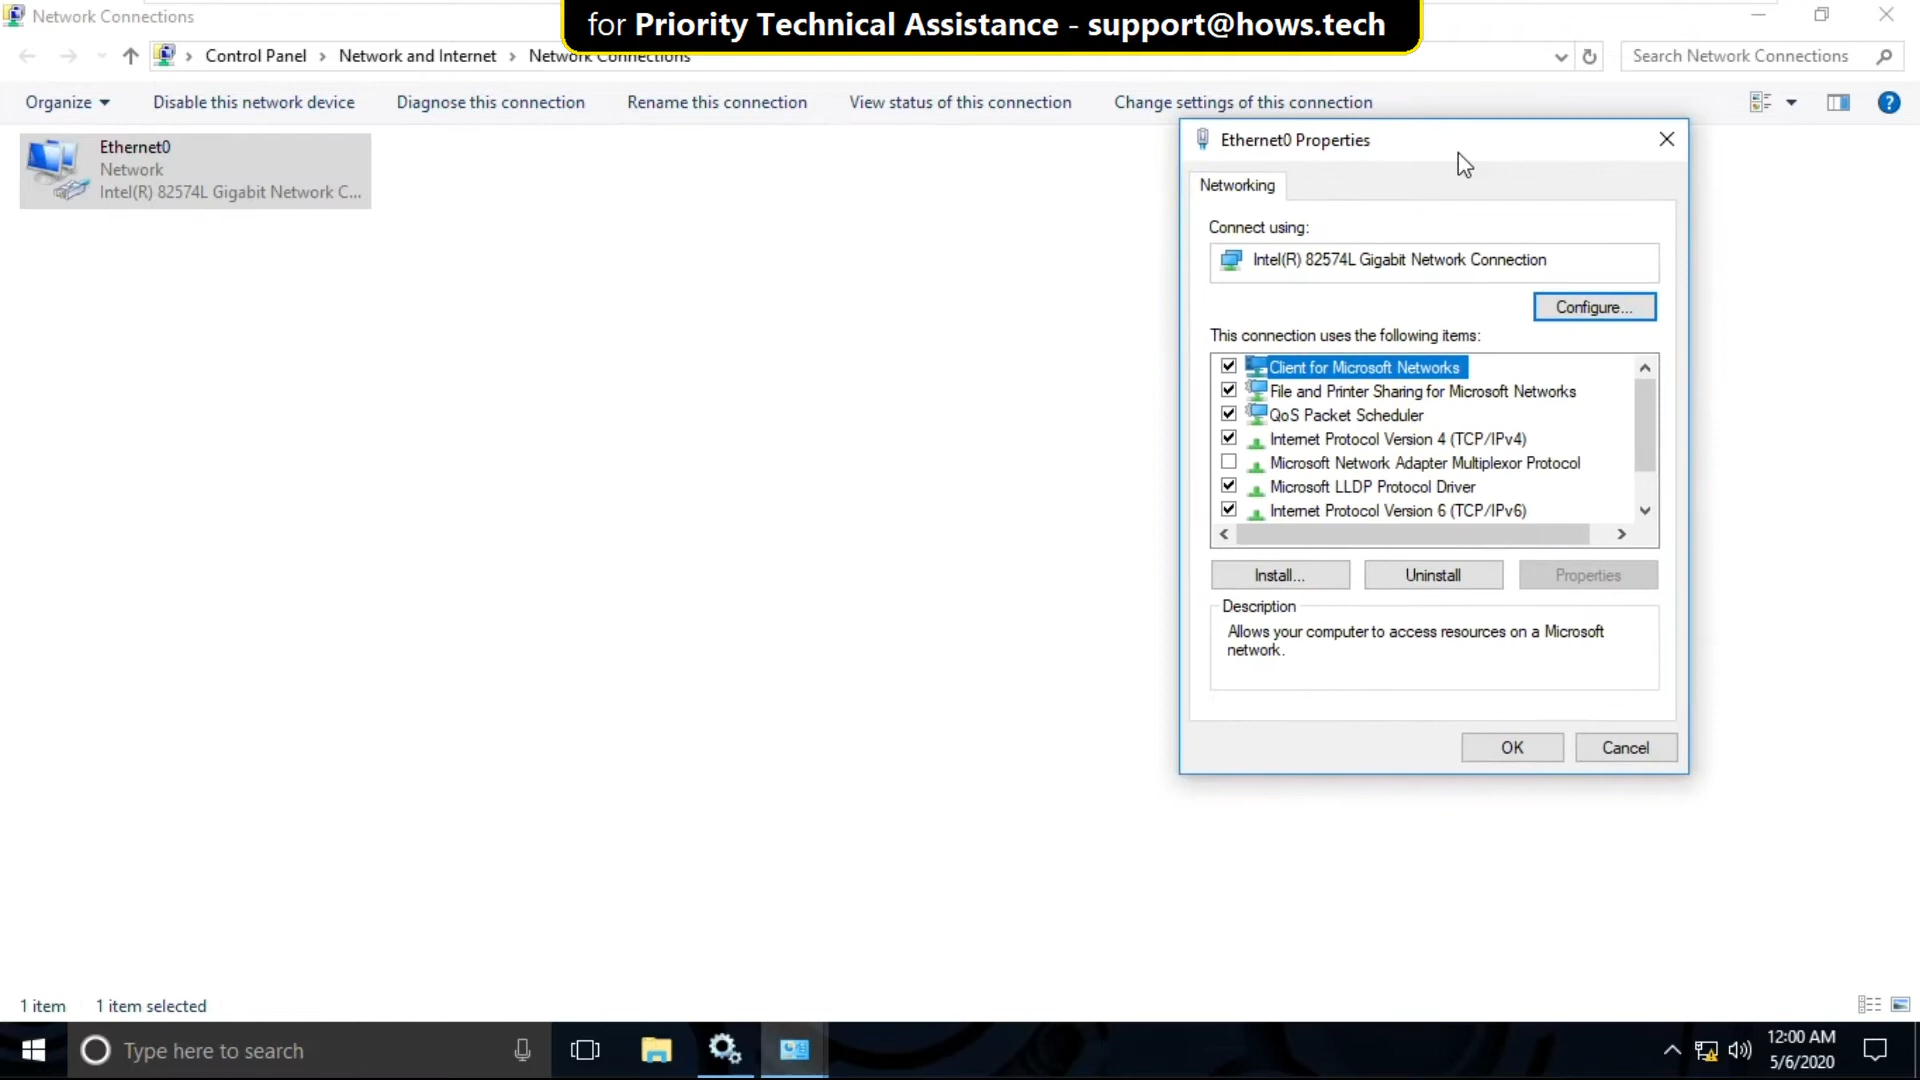 Network Connections
for Priority Technical Assistance - support@hows.tech
Control Panel
Network and Internet
Network Connections
Search Network Connections
Organize
Disable this network device
Diagnose this connection
Rename this connection
View status of this connection
Change settings of this connection
Ethernet0
Network
Intel(R) 82574L Gigabit Network C...
Ethernet0 Properties
Networking
Connect using:
Intel(R) 82574L Gigabit Network Connection
Configure...
This connection uses the following items:
Client for Microsoft Networks
File and Printer Sharing for Microsoft Networks
QoS Packet Scheduler
Internet Protocol Version 4 (TCP/IPv4)
Microsoft Network Adapter Multiplexor Protocol
Microsoft LLDP Protocol Driver
Internet Protocol Version 6 (TCP/IPv6)
Install...
Uninstall
Properties
Description
Allows your computer to access resources on a Microsoft
network.
OK
Cancel
1 item
1 item selected
Type here to search
12:00 AM
5/6/2020